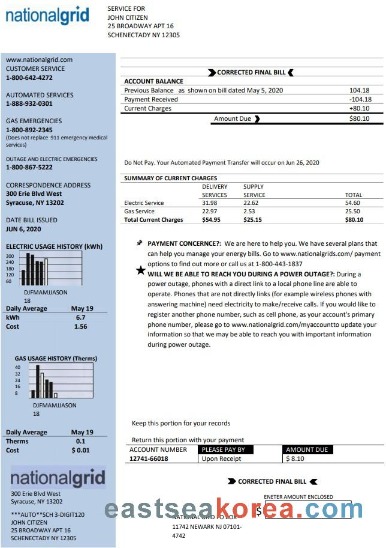 nationalgrid
SERVICE FOR
JOHN CITIZEN
25 BROADWAY APT 16
SCHENECTADY NY 12305
www.nationalgrid.com
CUSTOMER SERVICE
1-800-642-4272
AUTOMATED SERVICES
1-888-932-0301
GAS EMERGENCIES
1-800-892-2345
(Does not replace 911 emergency medical
services)
OUTAGE AND ELECTRIC EMERGENCIES
1-800-867-5222
CORRESPONDENCE ADDRESS
300 Erie Blvd West
Syracuse, NY 13202
DATE BILL ISSUED
JUN 6, 2020
ELECTRIC USAGE HISTORY (kWh)
300
240
180
120
60
DJFMAMJJASON
18
Daily Average May 19
kWh 6.7
Cost 1.56
GAS USAGE HISTORY (Therms)
40
32
24
16
8
DJFMAMJJASON
18
Daily Average May 19
Therms 0.1
Cost $ 0.01
CORRECTED FINAL BILL
ACCOUNT BALANCE
Previous Balance as shown on bill dated May 5, 2020 104.18
Payment Received -104.18
Current Charges +80.10
Amount Due $80.10
Do Not Pay. Your Automated Payment Transfer will occur on Jun 26, 2020
SUMMARY OF CURRENT CHARGES
DELIVERY SUPPLY
SERVICES SERVICE TOTAL
Electric Service 31.98 22.62 54.60
Gas Service 22.97 2.53 25.50
Total Current Charges $54.95 $25.15 $80.10
PAYMENT CONCERNE?: We are here to help you. We have several plans that
can help you manage your energy bills. Go to www.nationalgrids.com/ payment
options to find out more or call us at 1-800-443-1837
WILL WE BE ABLE TO REACH YOU DURING A POWER OUTAGE?: During a
power outage, phones with a direct link to a local phone line are able to
operate. Phones that are not directly links (for example wireless phones with
answering machine) need electricity to make/receive calls. If you would like to
register another phone number, such as cell phone, as your account's primary
phone number, please go to www.nationalgrid.com/myaccountto update your
information so that we may be able to reach you with important information
during power outage.
Keep this portion for your records
Return this portion with your payment
ACCOUNT NUMBER PLEASE PAY BY AMOUNT DUE
12741-66018 Upon Receipt $ 8.10
nationalgrid
300 Erie Blvd West
Syracuse, NY 13202
***AUTO**SCH 3-DIGIT120
JOHN CITIZEN
25 BROADWAY APT 16
SCHENECTADY NY 12305
CORRECTED FINAL BILL
ENETER AMOUNT ENCLOSED
$
eastseakorea.com
11742 NEWARK NJ 07101-
4742